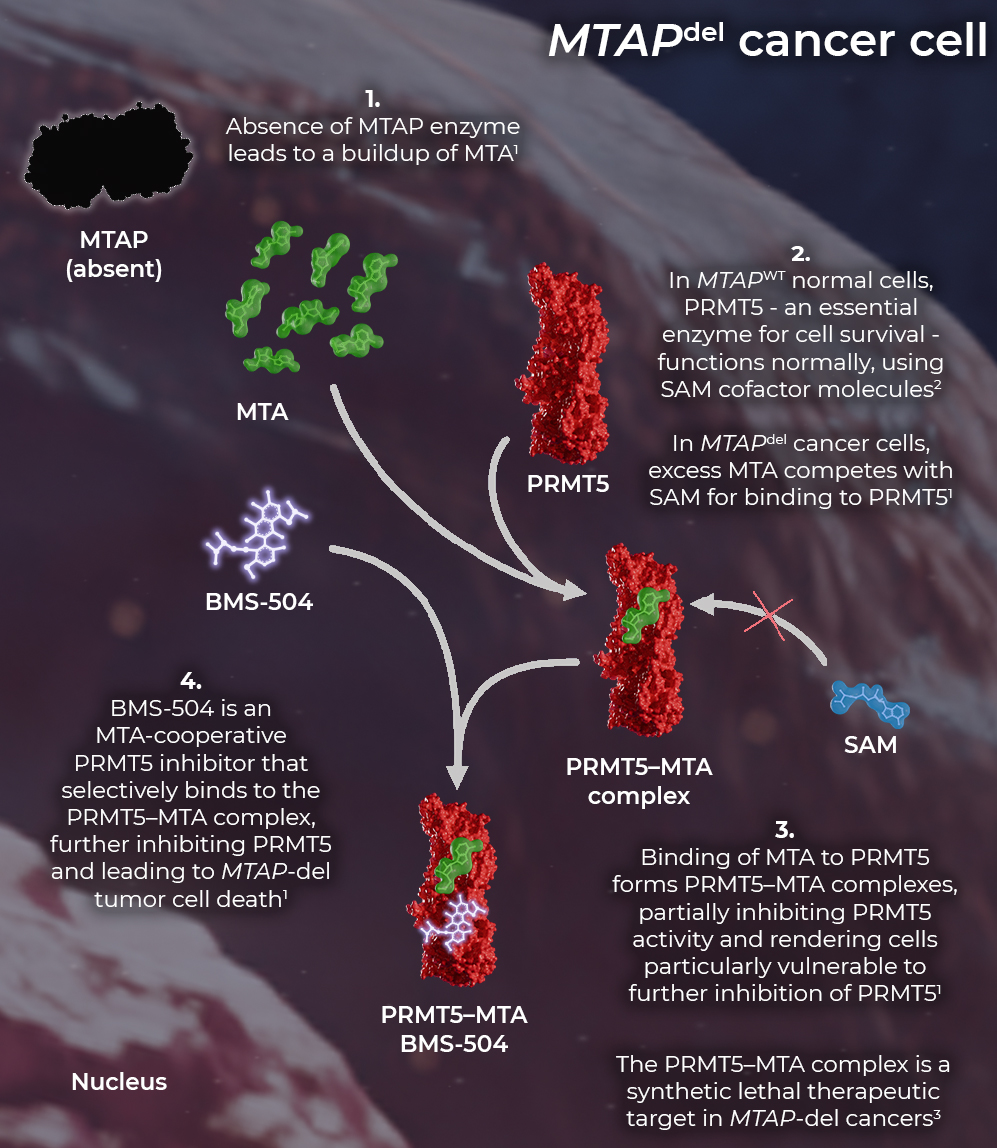 MTAPdel cancer cell
1.
Absence of MTAP enzyme
leads to a buildup of MTA¹
MTAP
(absent)
MTA
2.
In MTAPWT normal cells,
PRMT5 - an essential
enzyme for cell survival -
functions normally, using
SAM cofactor molecules²
In MTAPdel cancer cells,
excess MTA competes with
SAM for binding to PRMT5¹
PRMT5
BMS-504
SAM
PRMT5–MTA
complex
3.
Binding of MTA to PRMT5
forms PRMT5–MTA complexes,
partially inhibiting PRMT5
activity and rendering cells
particularly vulnerable to
further inhibition of PRMT5¹
The PRMT5–MTA complex is a
synthetic lethal therapeutic
target in MTAP-del cancers³
4.
BMS-504 is an
MTA-cooperative
PRMT5 inhibitor that
selectively binds to the
PRMT5–MTA complex,
further inhibiting PRMT5
and leading to MTAP-del
tumor cell death¹
PRMT5–MTA
BMS-504
Nucleus